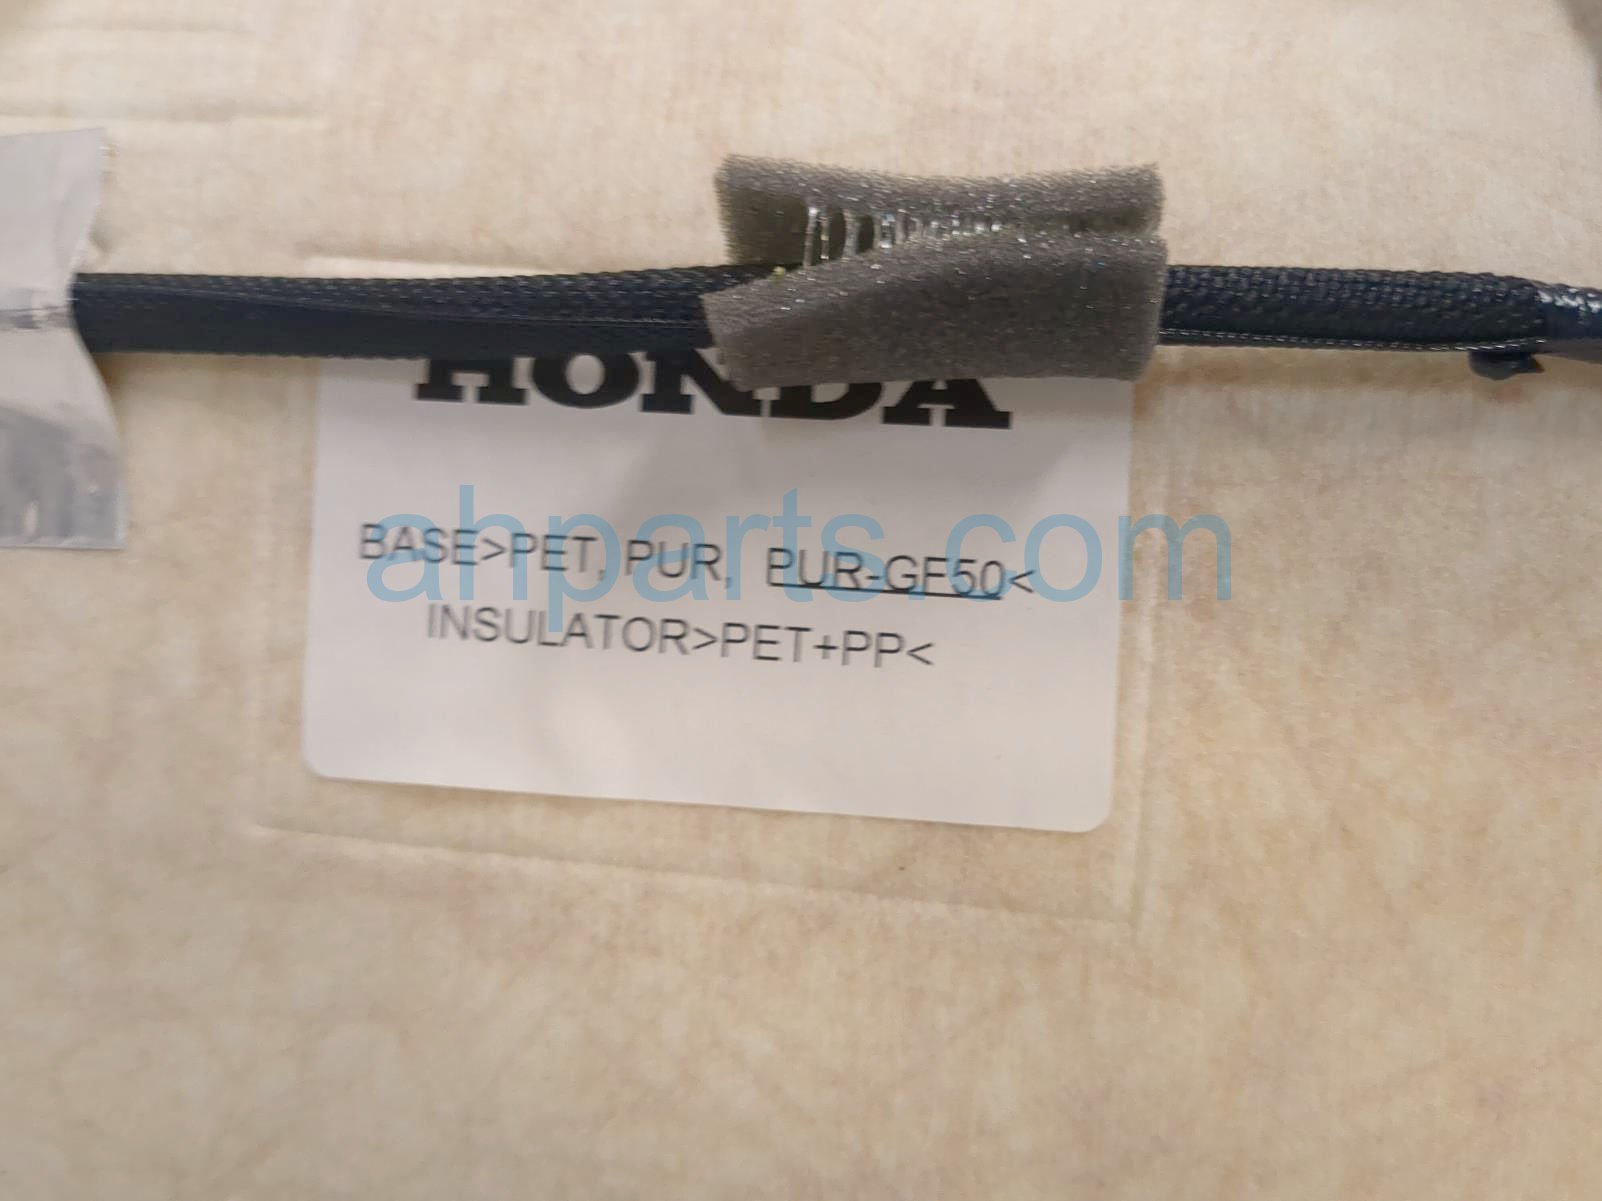 HONDA
BASE>PET, PUR, PUR-GF50<
INSULATOR>PET+PP<
ahparts.com